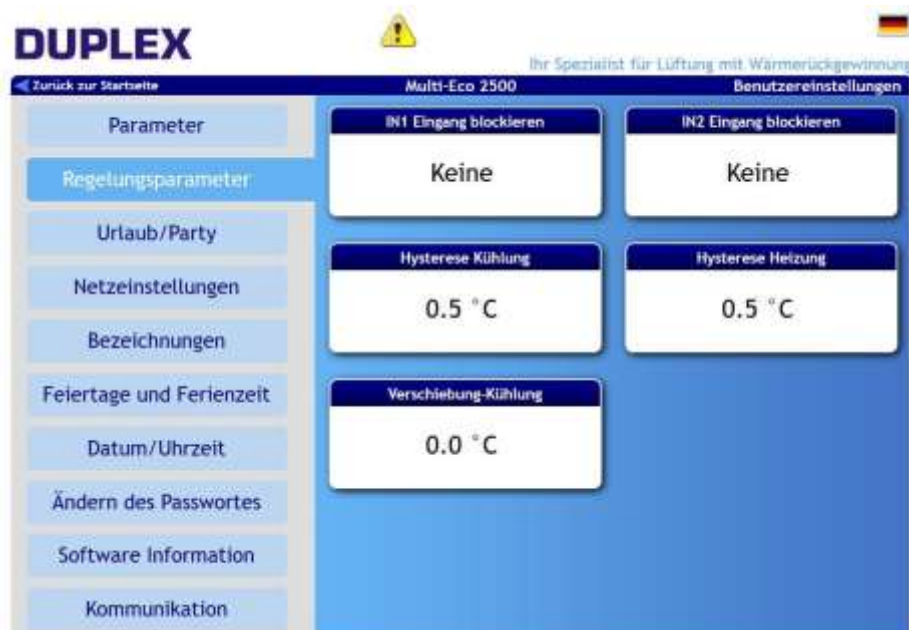 DUPLEX
Ihr Spezialist für Lüftung mit Wärmerückgewinnung
Zurück zur Startseite
Multi-Eco 2500
Benutzereinstellungen
Parameter
Regelungsparameter
Urlaub/Party
Netzeinstellungen
Bezeichnungen
Feiertage und Ferienzeit
Datum/Uhrzeit
Ändern des Passwortes
Software Information
Kommunikation
IN1 Eingang blockieren
Keine
IN2 Eingang blockieren
Keine
Hysterese Kühlung
0.5 °C
Hysterese Heizung
0.5 °C
Verschiebung-Kühlung
0.0 °C